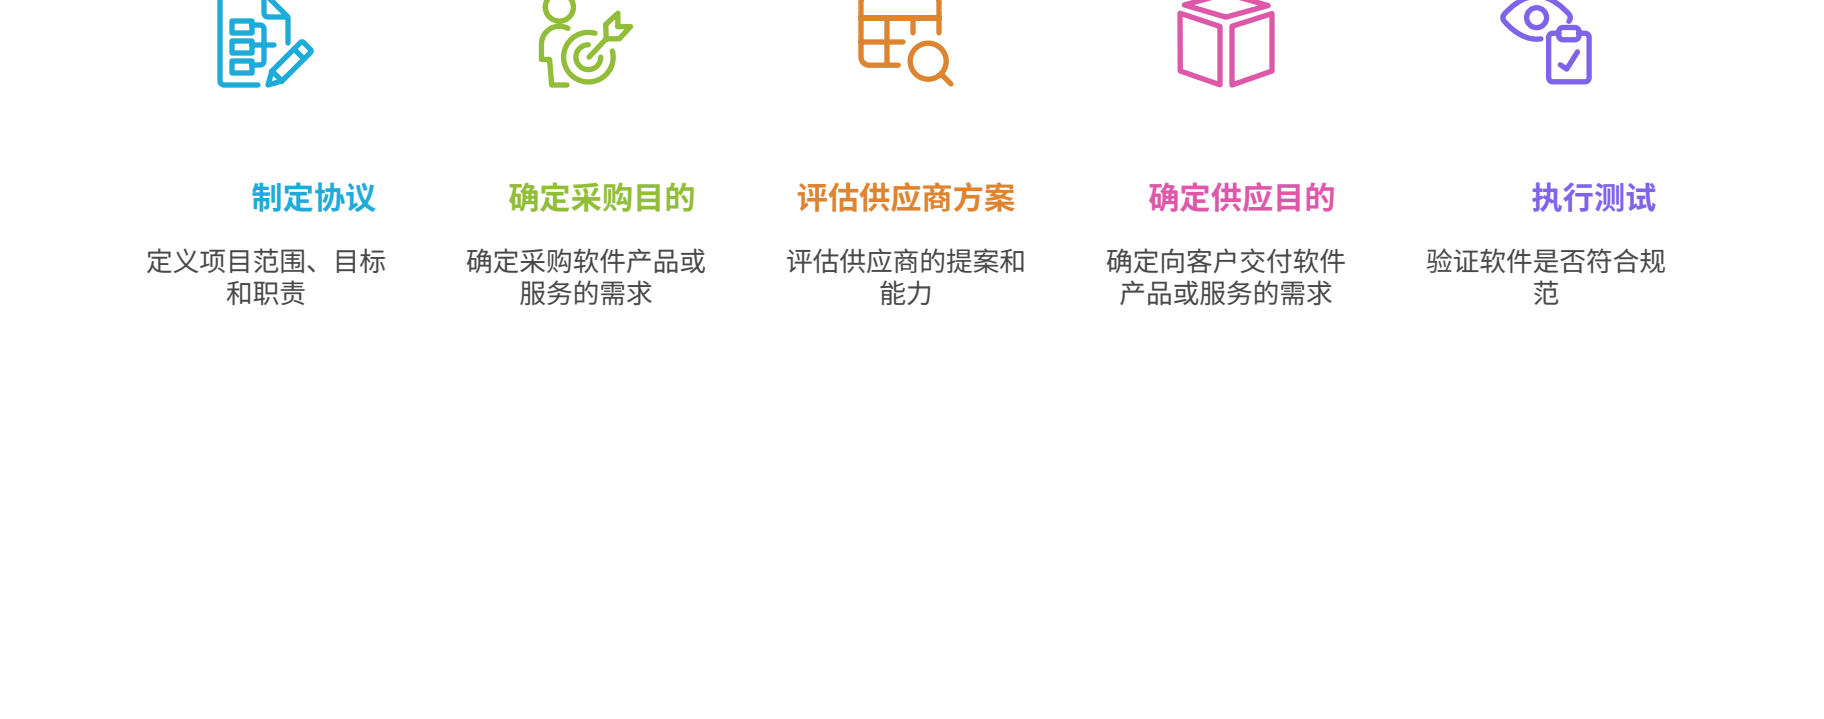 制定协议
定义项目范围、目标
和职责
确定采购目的
确定采购软件产品或
服务的需求
评估供应商方案
评估供应商的提案和
能力
确定供应目的
确定向客户交付软件
产品或服务的需求
执行测试
验证软件是否符合规
范